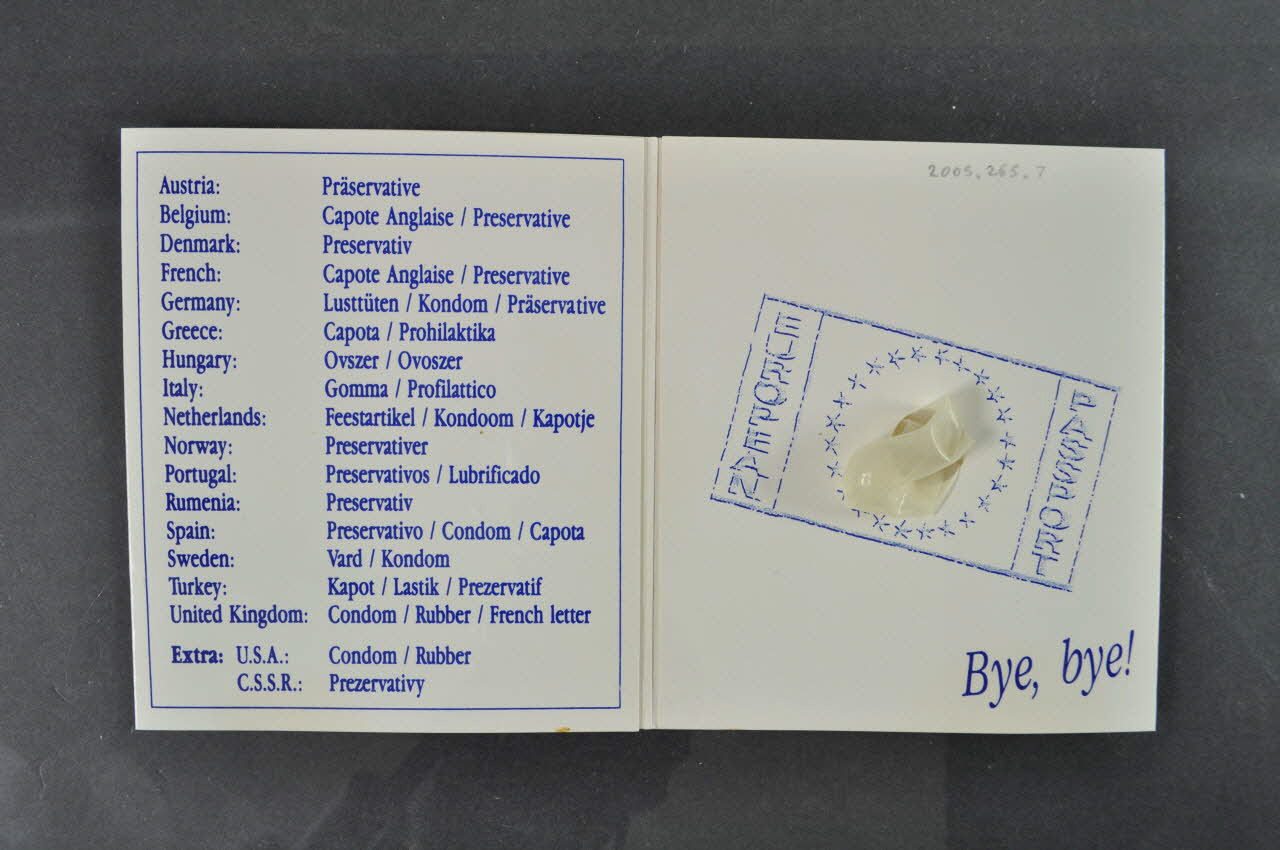 Austria: Präservative
Belgium: Capote Anglaise / Preservative
Denmark: Preservativ
French: Capote Anglaise / Preservative
Germany: Lusttüten / Kondom / Präservative
Greece: Capota / Prohilaktika
Hungary: Ovszer / Ovoszer
Italy: Gomma / Profilattico
Netherlands: Feestartikel / Kondoom / Kapotje
Norway: Preservativer
Portugal: Preservativos / Lubrificado
Rumenia: Preservativ
Spain: Preservativo / Condom / Capota
Sweden: Vard / Kondom
Turkey: Kapot / Lastik / Prezervatif
United Kingdom: Condom / Rubber / French letter
Extra: U.S.A.: Condom / Rubber
C.S.S.R.: Prezervativy
2005.265.7
PASSPORT
Bye, bye!